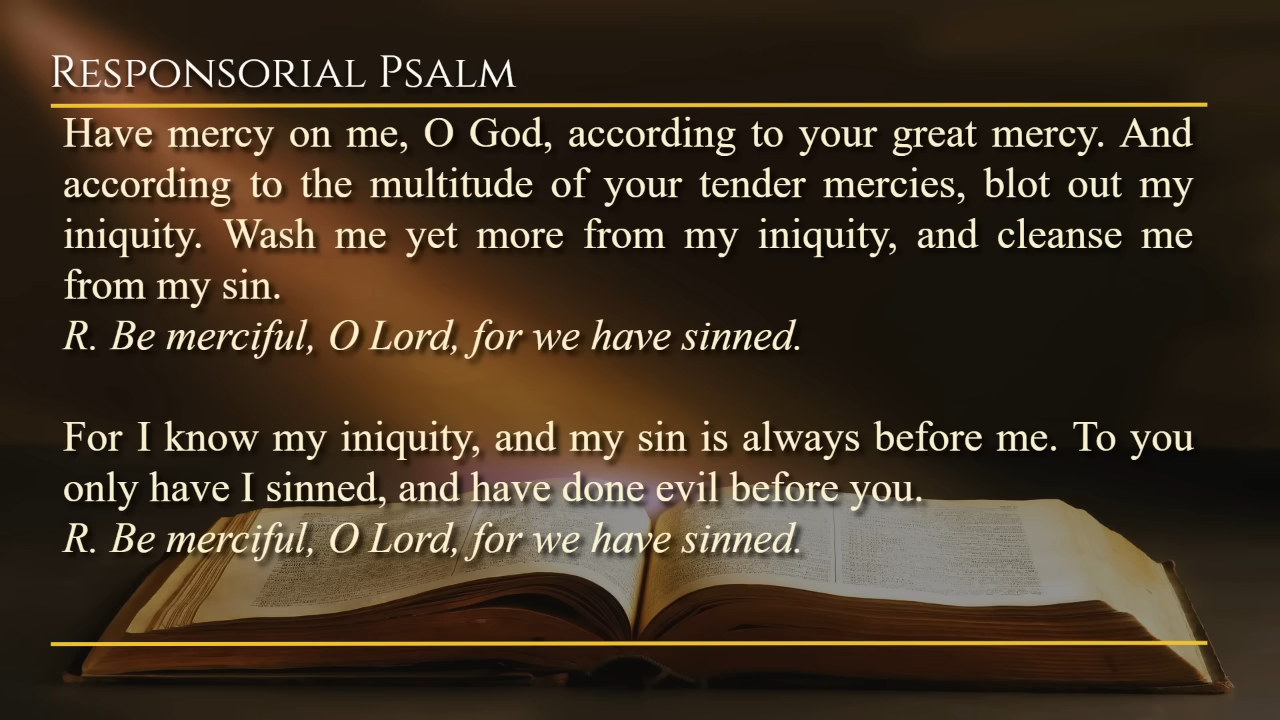 Responsorial Psalm
Have mercy on me, O God, according to your great mercy. And
according to the multitude of your tender mercies, blot out my
iniquity. Wash me yet more from my iniquity, and cleanse me
from my sin.
R. Be merciful, O Lord, for we have sinned.
For I know my iniquity, and my sin is always before me. To you
only have I sinned, and have done evil before you.
R. Be merciful, O Lord, for we have sinned.